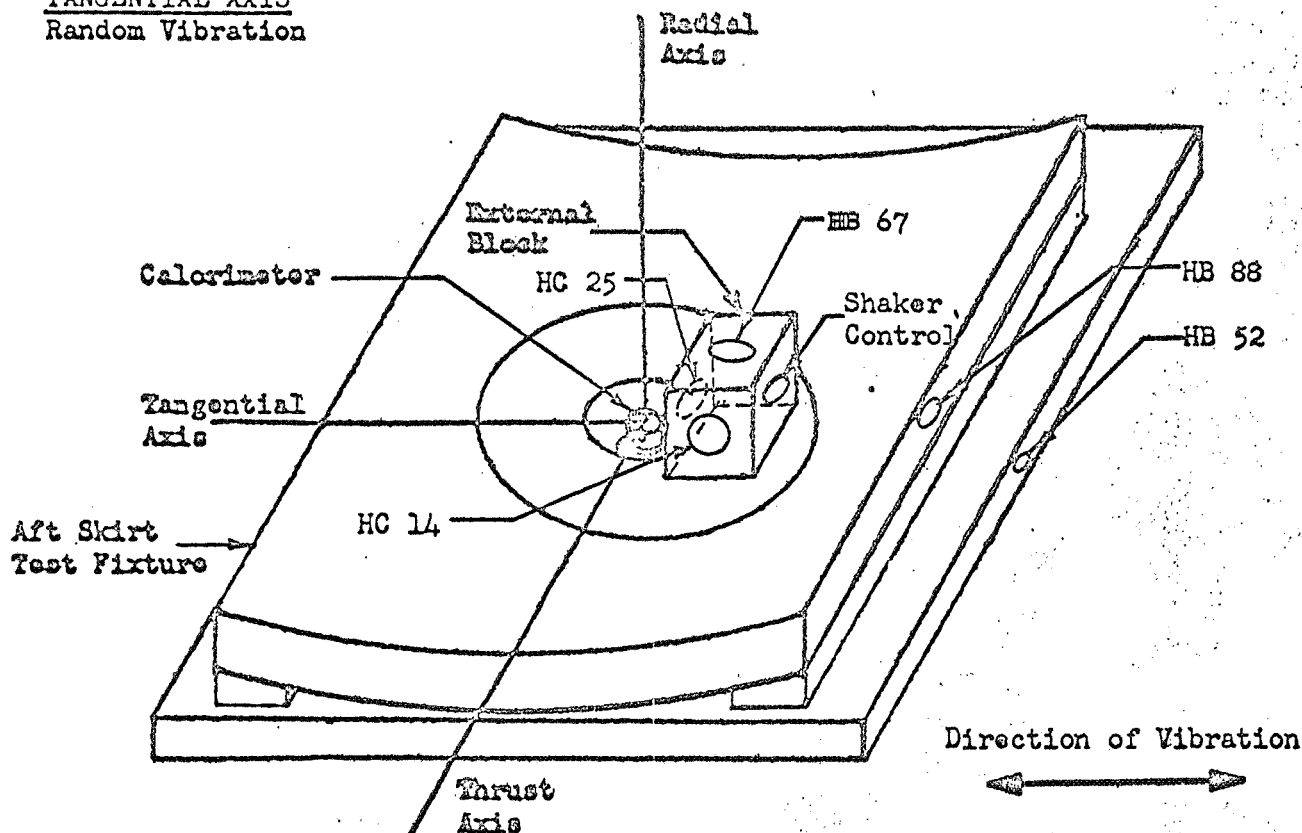 TANGENTIAL AXIS
Random Vibration
Radial
Axis
External
Block
HB 67
Calorimeter
HC 25
HB 88
Shaker
Control
HB 52
Tangential
Axis
HC 14
Aft Skirt
Test Fixture
Direction of Vibration
Thrust
Axis